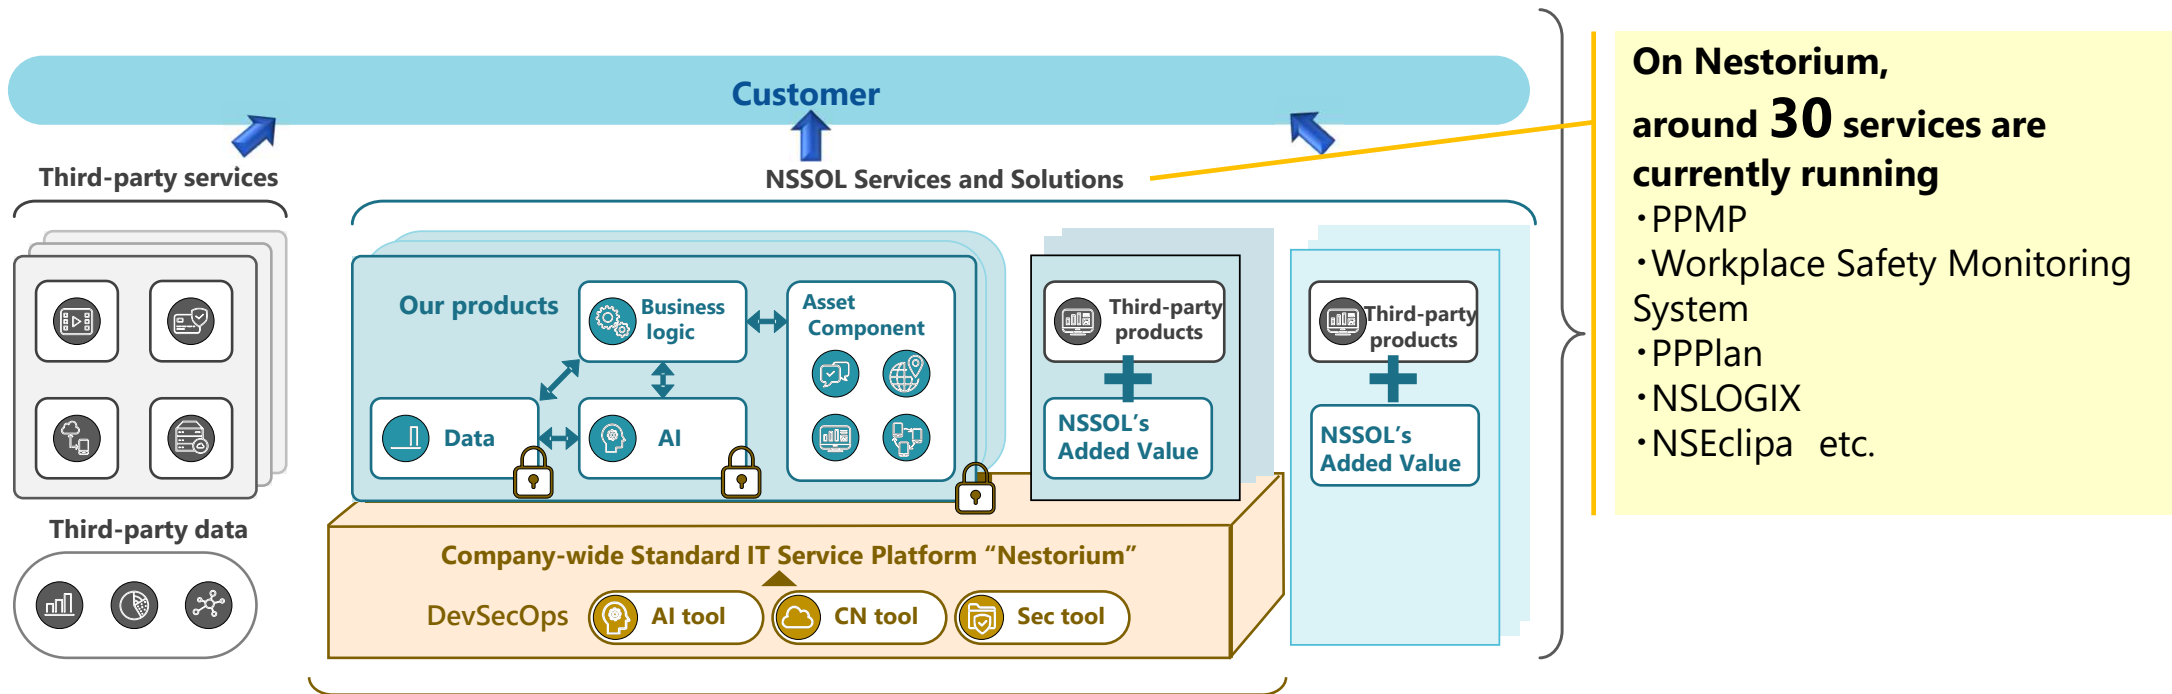 Customer
Third-party services
NSSOL Services and Solutions
Our products
Business
logic
Asset
Component
Data
AI
Third-party
products
NSSOL's
Added Value
Third-party
products
NSSOL's
Added Value
Third-party data
Company-wide Standard IT Service Platform “Nestorium”
DevSecOps
AI tool
CN tool
Sec tool
On Nestorium,
around 30 services are
currently running
・PPMP
・Workplace Safety Monitoring
System
・PPPlan
・NSLOGIX
・NSEclipa etc.